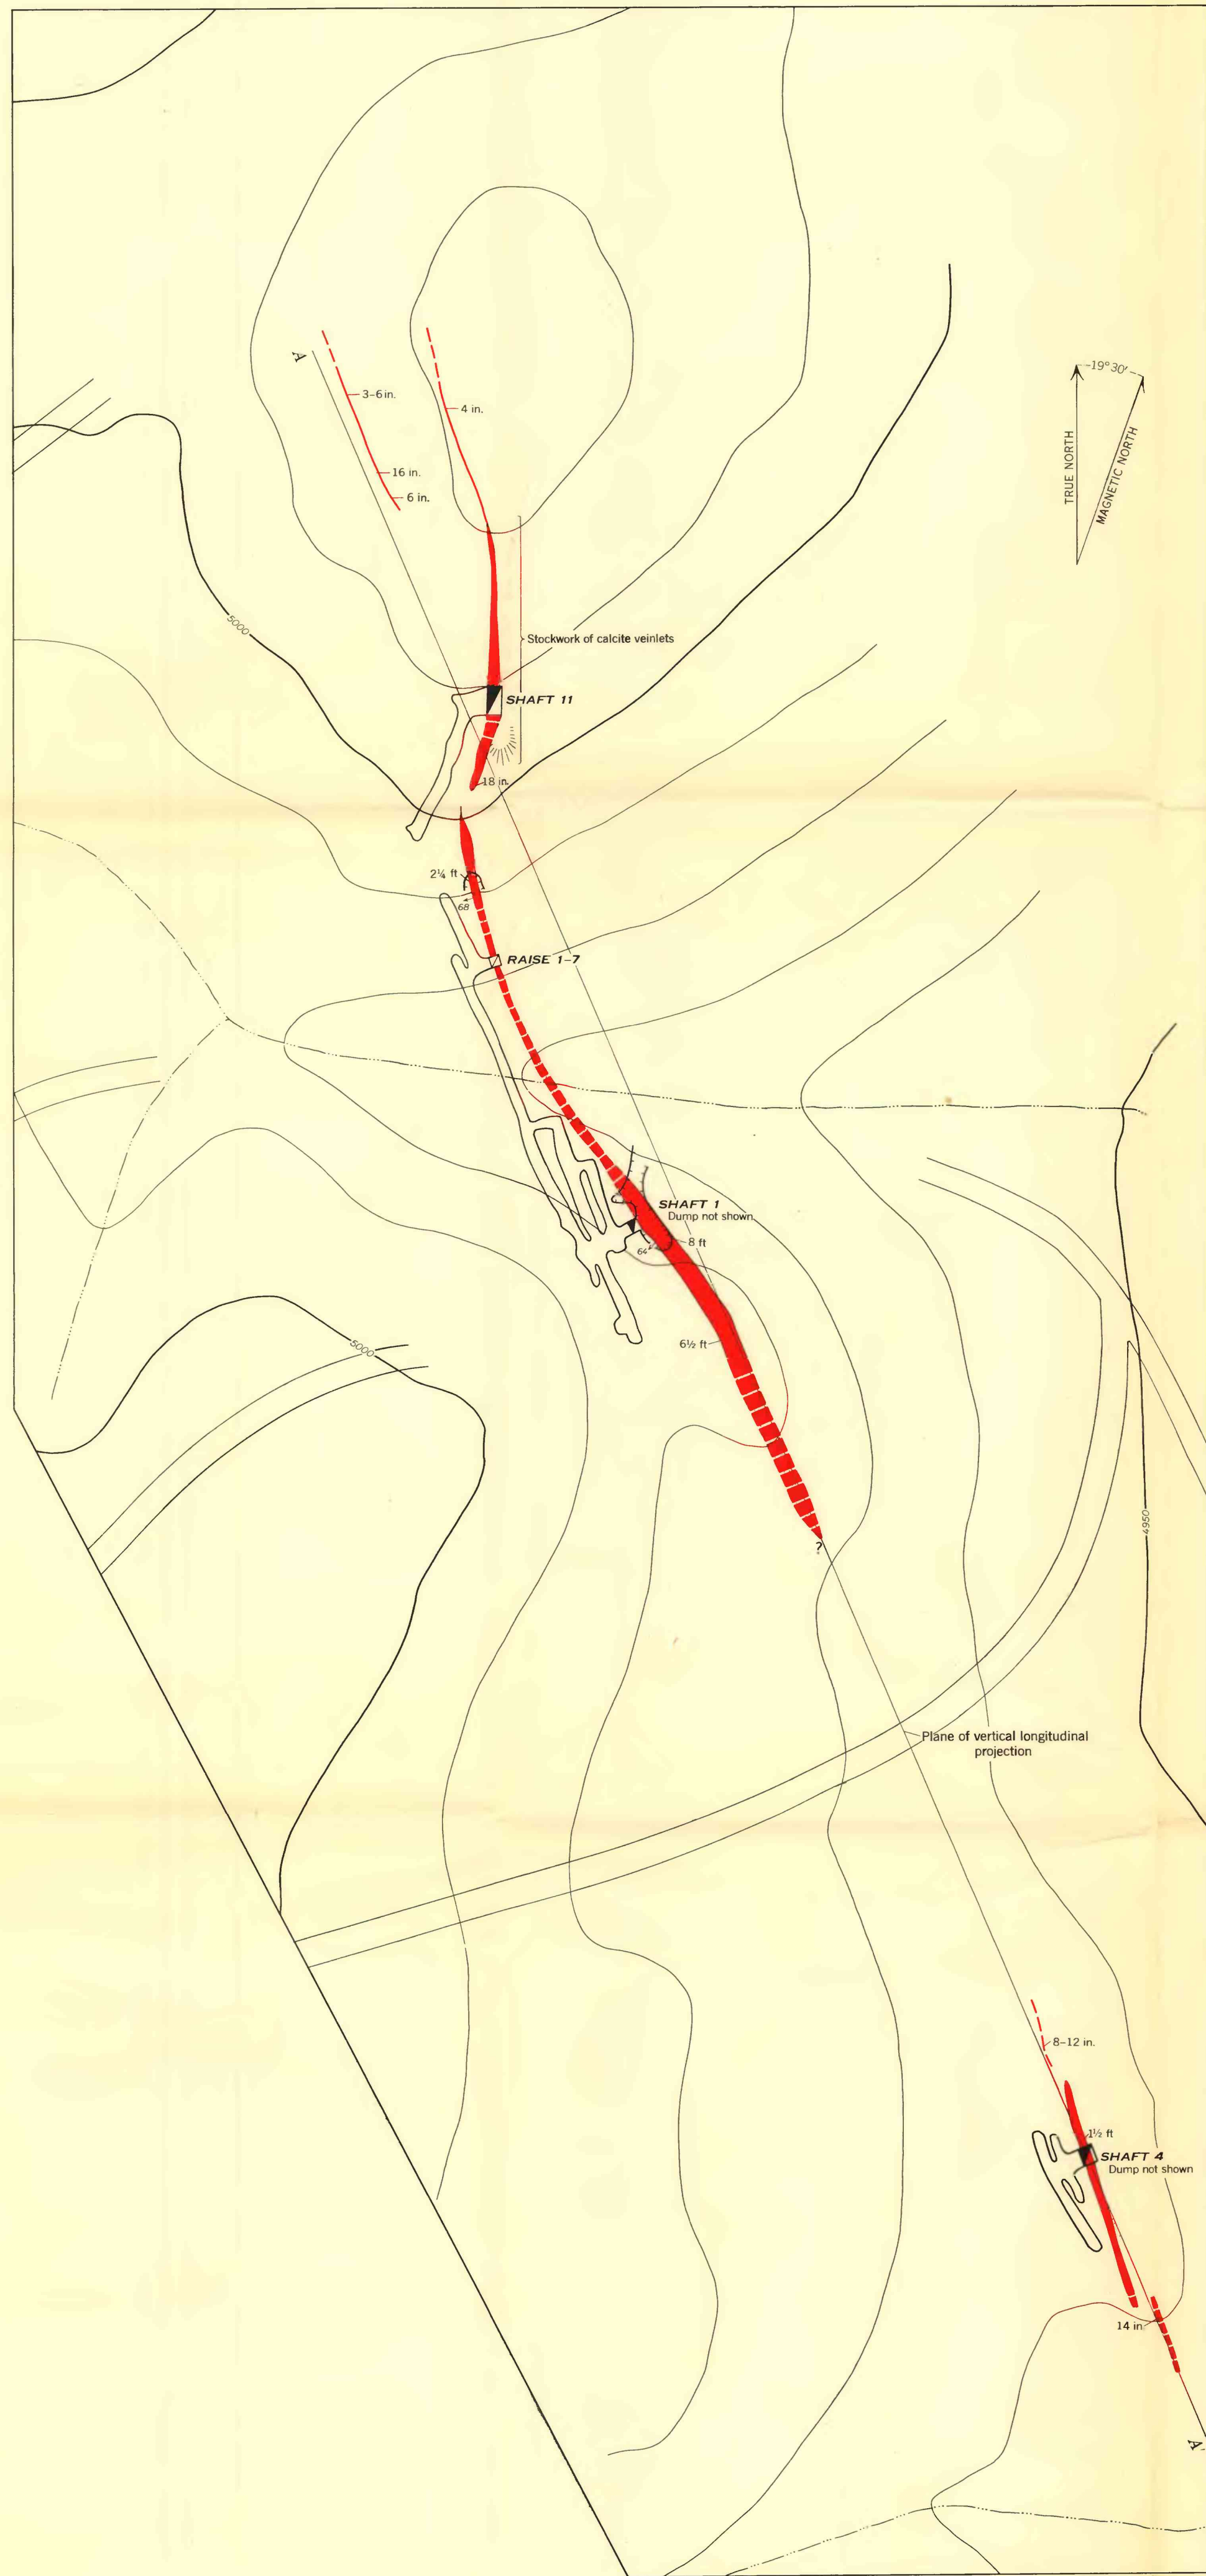 A
3-6 in.
4 in.
16 in.
6 in.
19°30'
TRUE NORTH
MAGNETIC NORTH
5000
Stockwork of calcite veinlets
SHAFT 11
18 in.
2¼ ft
68
RAISE 1-7
SHAFT 1
Dump not shown
8 ft
64
6½ ft
5000
?
4950
Plane of vertical longitudinal
projection
8-12 in.
1½ ft
SHAFT 4
Dump not shown
14 in.
A'